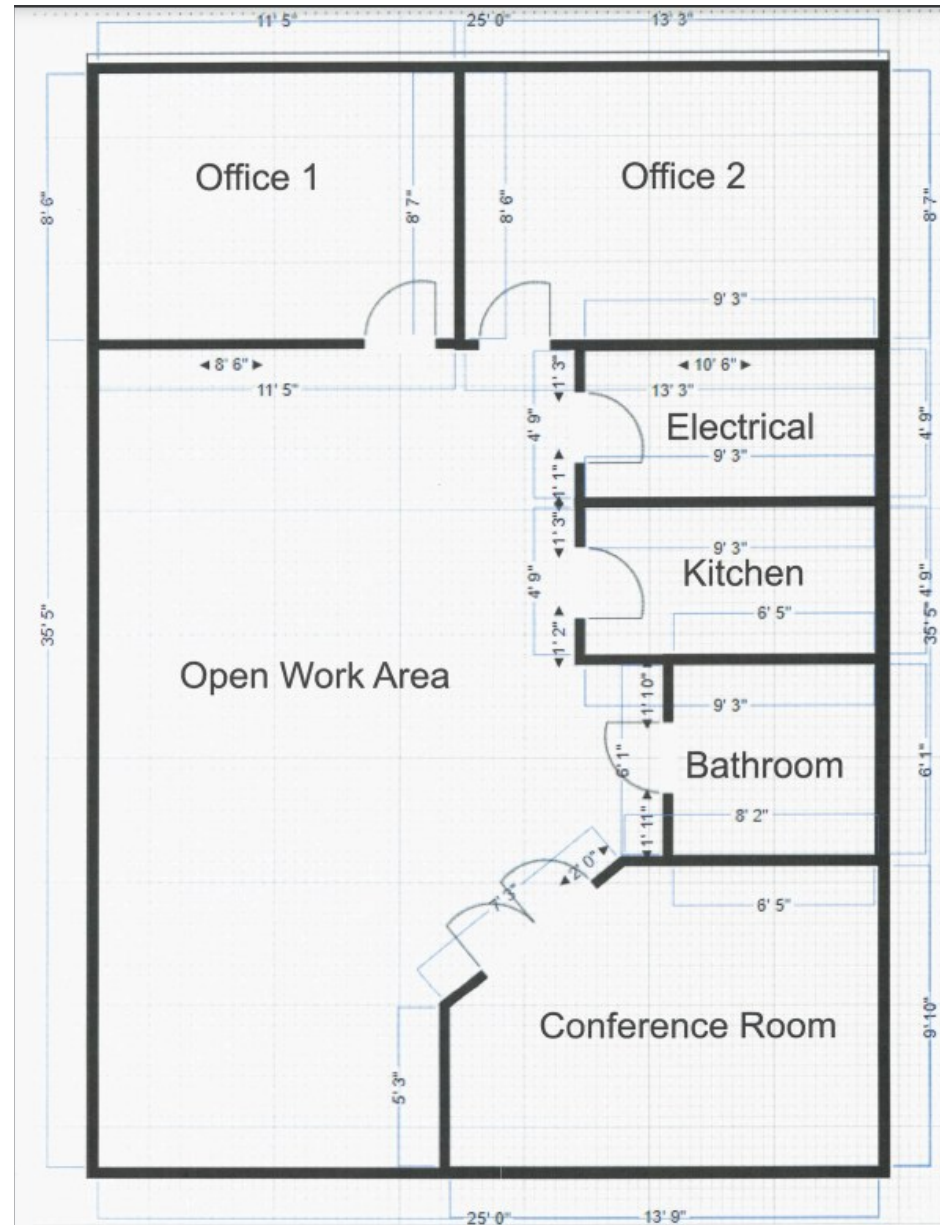 11' 5" 25' 0" 13' 3"
Office 1 Office 2
8' 6" 8' 7" 8' 6" 8' 7"
9' 3"
8' 6" 1' 3" 10' 6"
11' 5" 13' 3"
4' 9" Electrical 4' 9"
9' 3"
1' 1"
1' 3" 9' 3"
4' 9" Kitchen 4' 9"
35' 5" 1' 2" 6' 5" 35' 5"
Open Work Area 1' 10" 9' 3"
6' 1" Bathroom 6' 1"
1' 11" 8' 2"
2' 0"
7' 3" 6' 5"
Conference Room 9' 10"
5' 3"
25' 0" 13' 9"